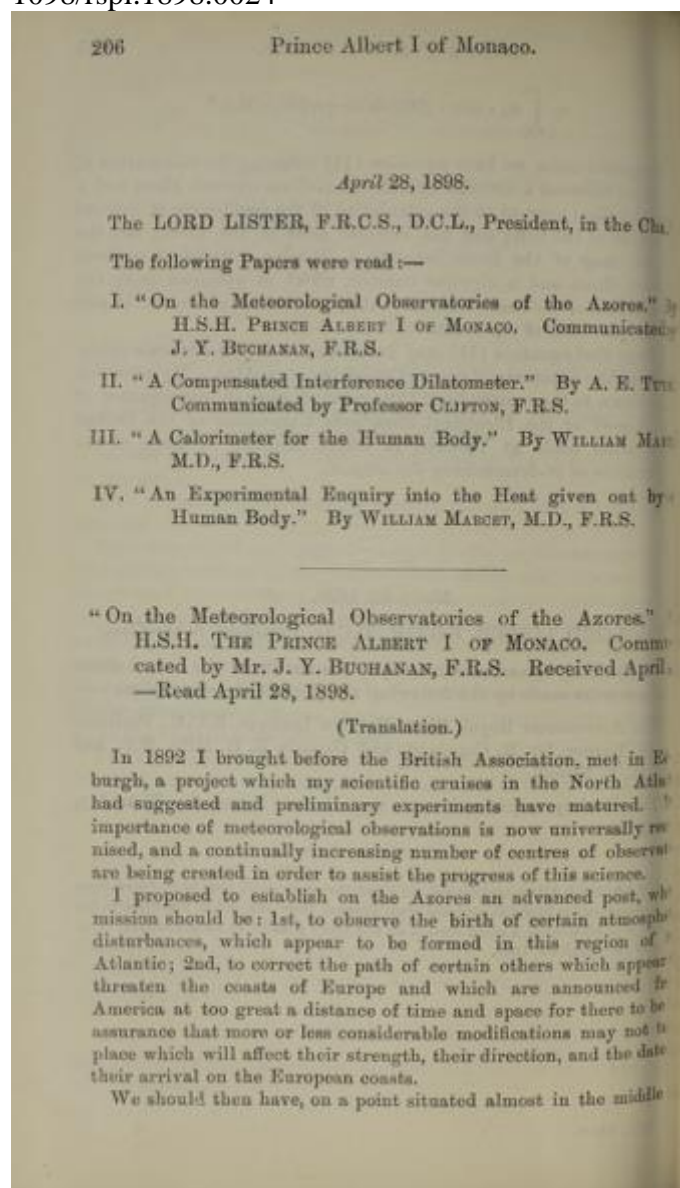 1098/rspl.1898.0024
206 Prince Albert I of Monaco.
April 28, 1898.
The LORD LISTER, F.R.C.S., D.C.L., President, in the
The following Papers were read :—
I. “On the Meteorological Observatories of the Azores.”
H.S.H. PRINCE ALBERT I OF MONACO. Communicated
J. Y. BUCHANAN, F.R.S.
II. “A Compensated Interference Dilatometer.” By A. E.
Communicated by Professor CLIFTON, F.R.S.
III. “A Calorimeter for the Human Body.” By WILLIAM
M.D., F.R.S.
IV. “An Experimental Enquiry into the Heat given out by
Human Body.” By WILLIAM MARCET, M.D., F.R.S.
“On the Meteorological Observatories of the Azores.”
H.S.H. THE PRINCE ALBERT I OF MONACO. Commu
cated by Mr. J. Y. BUCHANAN, F.R.S. Received April
—Read April 28, 1898.
(Translation.)
In 1892 I brought before the British Association, met in
burgh, a project which my scientific cruises in the North
had suggested and preliminary experiments have matured.
importance of meteorological observations is now universally
nised, and a continually increasing number of centres of
are being created in order to assist the progress of this science.
I proposed to establish on the Azores an advanced post,
mission should be: 1st, to observe the birth of certain
disturbances, which appear to be formed in this region of
Atlantic; 2nd, to correct the path of certain others which appear
threaten the coasts of Europe and which are announced
America at too great a distance of time and space for there to be
assurance that more or less considerable modifications may not
place which will affect their strength, their direction, and the date
their arrival on the European coasts.
We should then have, on a point situated almost in the middle